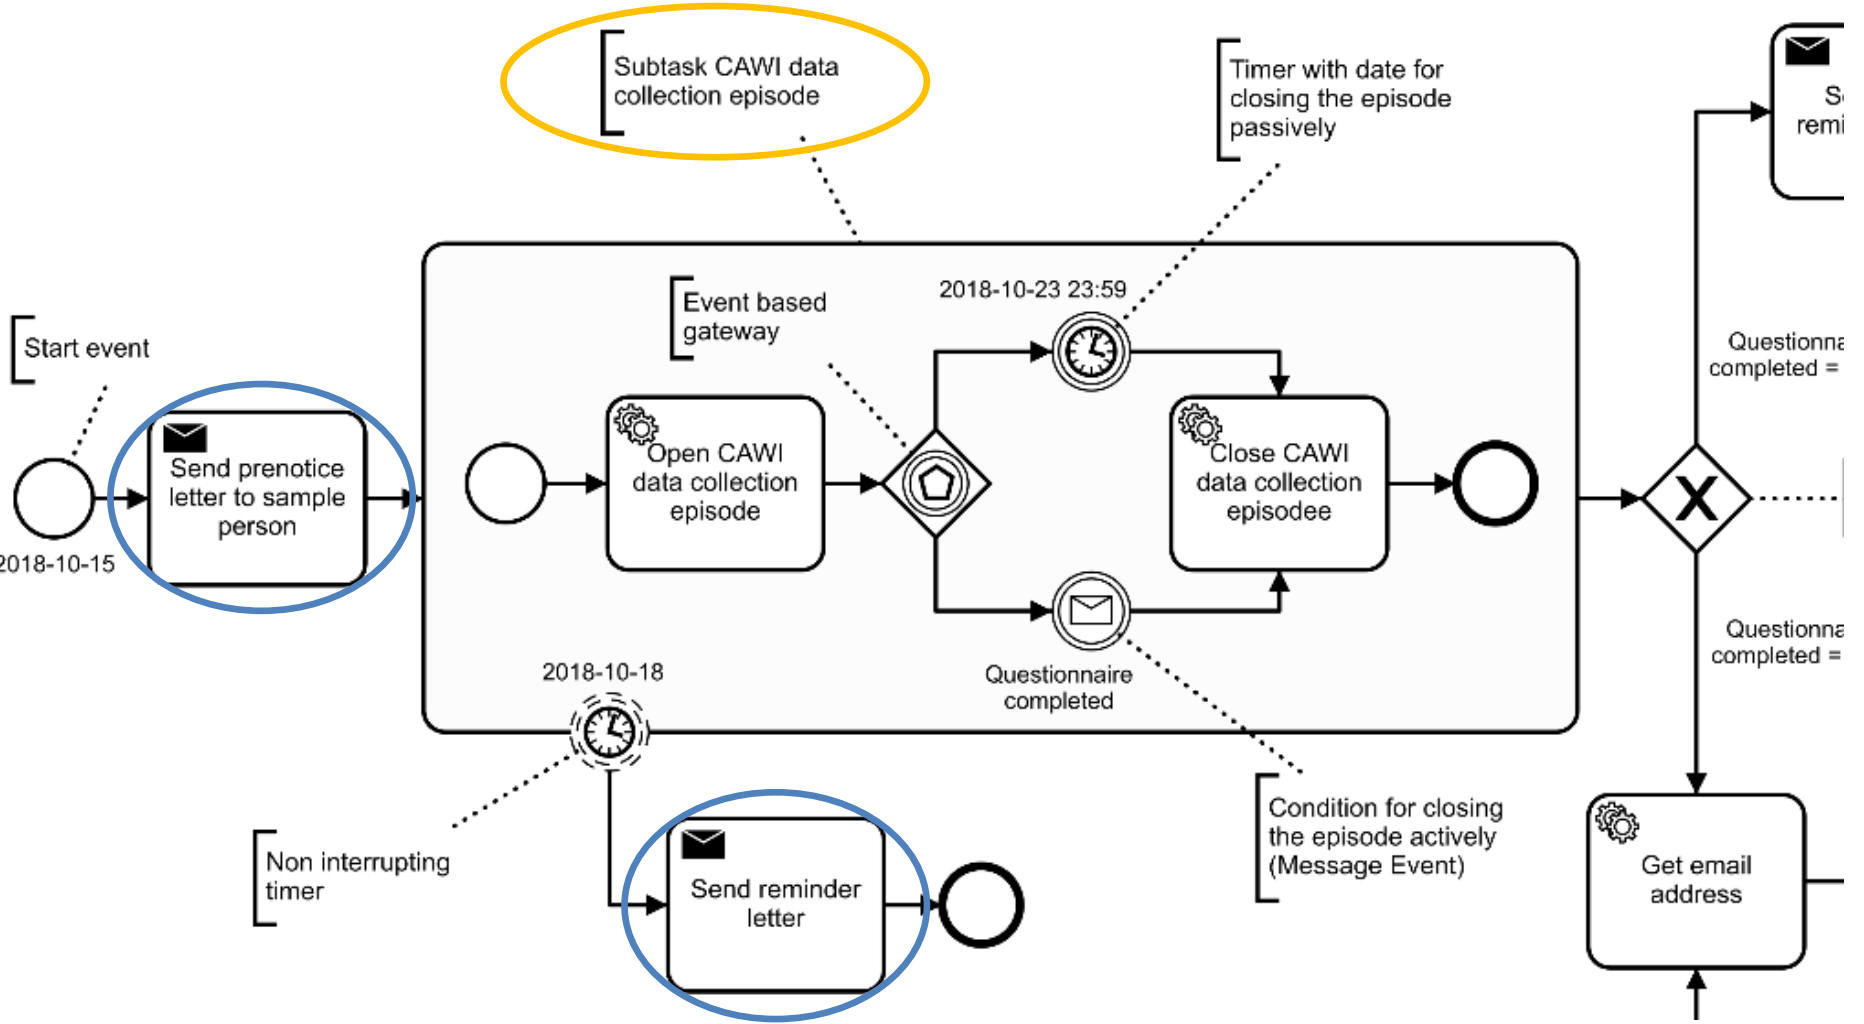 Subtask CAWI data
collection episode
Timer with date for
closing the episode
passively
Start event
2018-10-15
Send prenotice
letter to sample
person
Event based
gateway
2018-10-23 23:59
Open CAWI
data collection
episode
Close CAWI
data collection
episodee
Questionnaire
completed
2018-10-18
Non interrupting
timer
Send reminder
letter
Condition for closing
the episode actively
(Message Event)
X
completed =
completed =
Get email
address